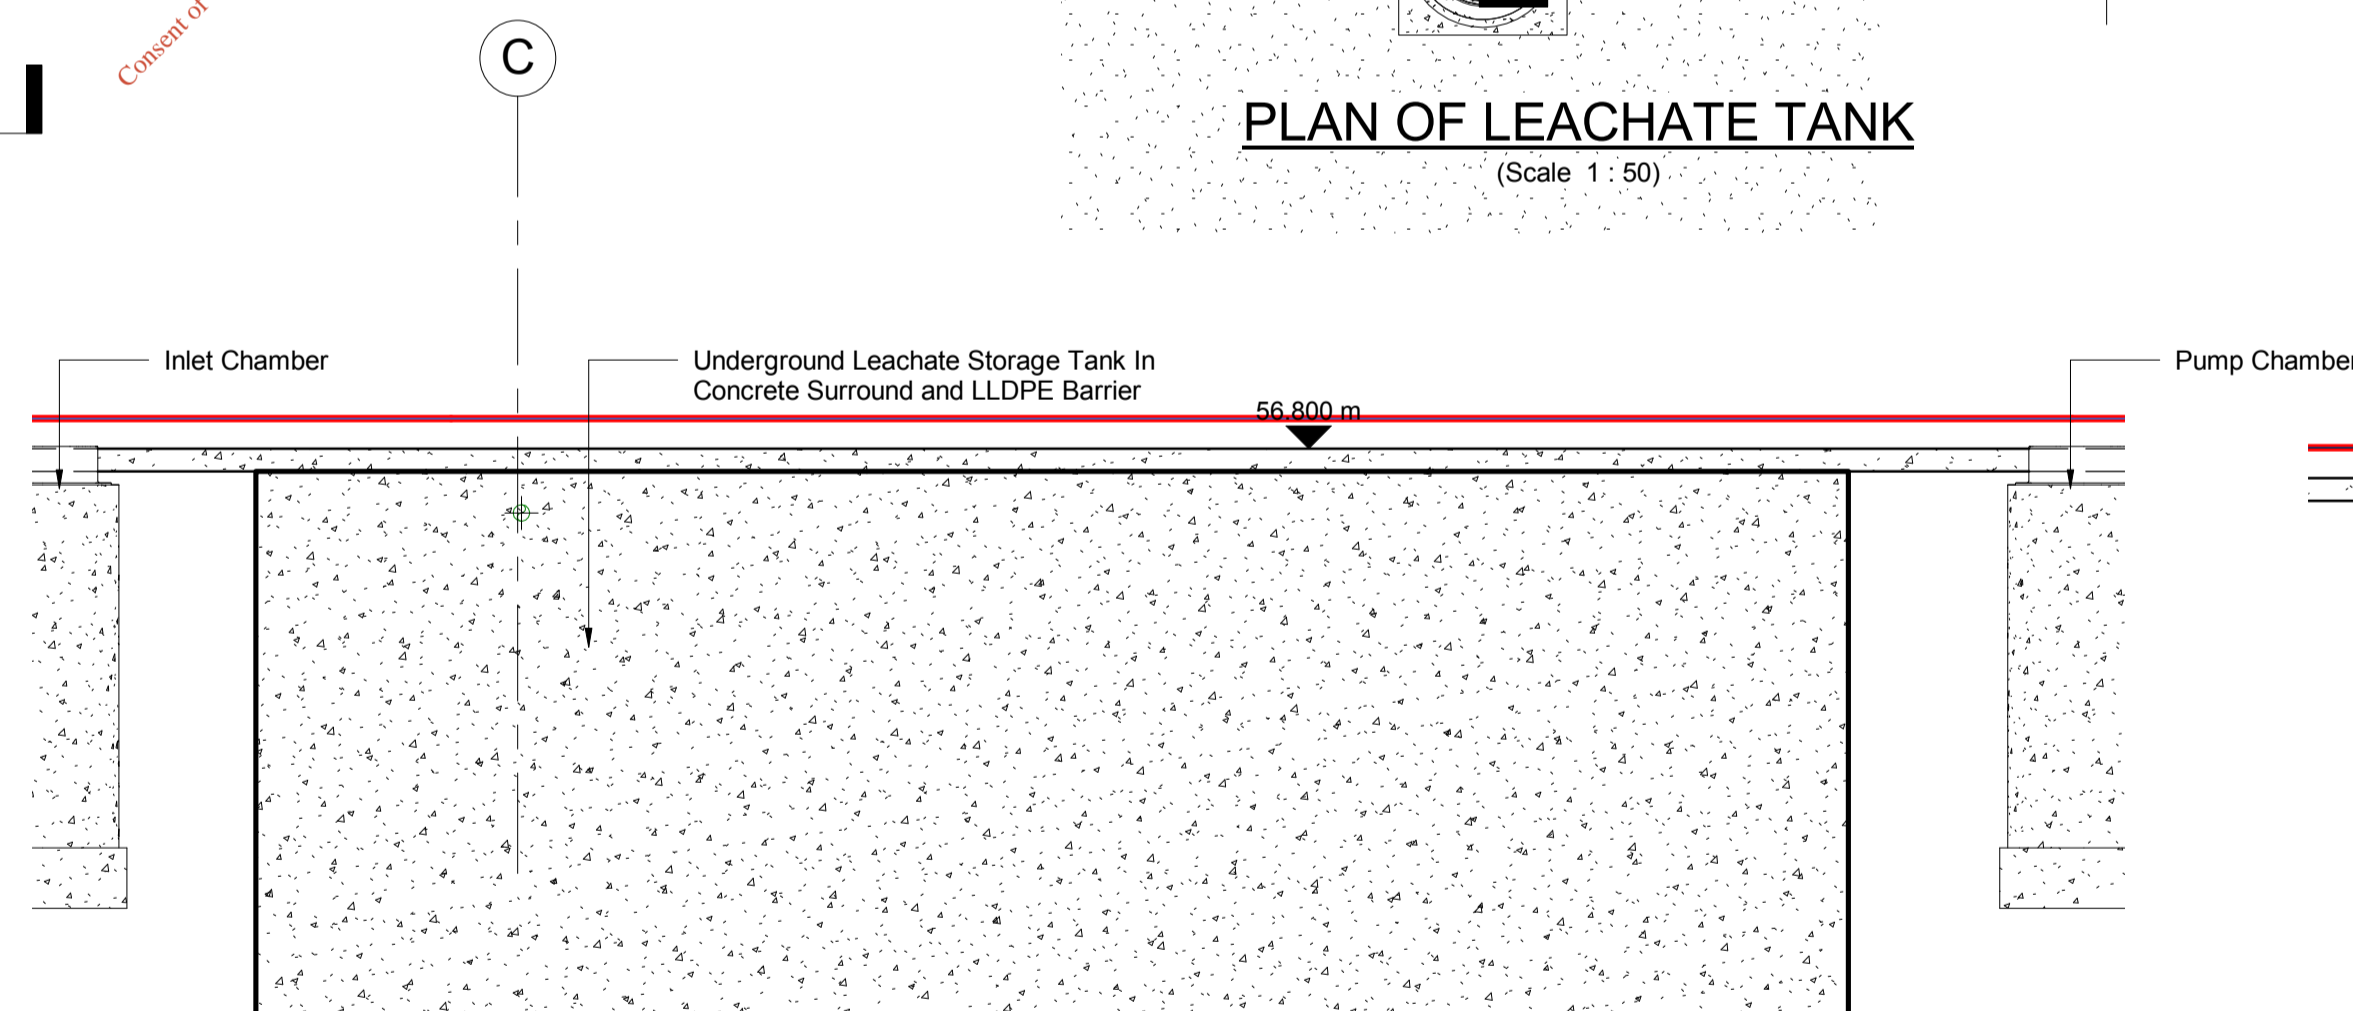 Consent of
C
PLAN OF LEACHATE TANK
(Scale 1 : 50)
Inlet Chamber
Underground Leachate Storage Tank In
Concrete Surround and LLDPE Barrier
56.800 m
Pump Chamber